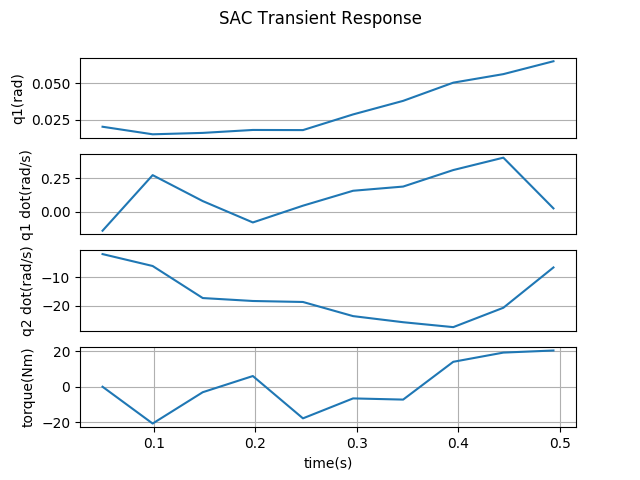 SAC Transient Response
q1(rad)
0.050
0.025
q1 dot(rad/s)
0.25
0.00
q2 dot(rad/s)
−10
−20
torque(Nm)
20
0
−20
0.1 0.2 0.3 0.4 0.5
time(s)